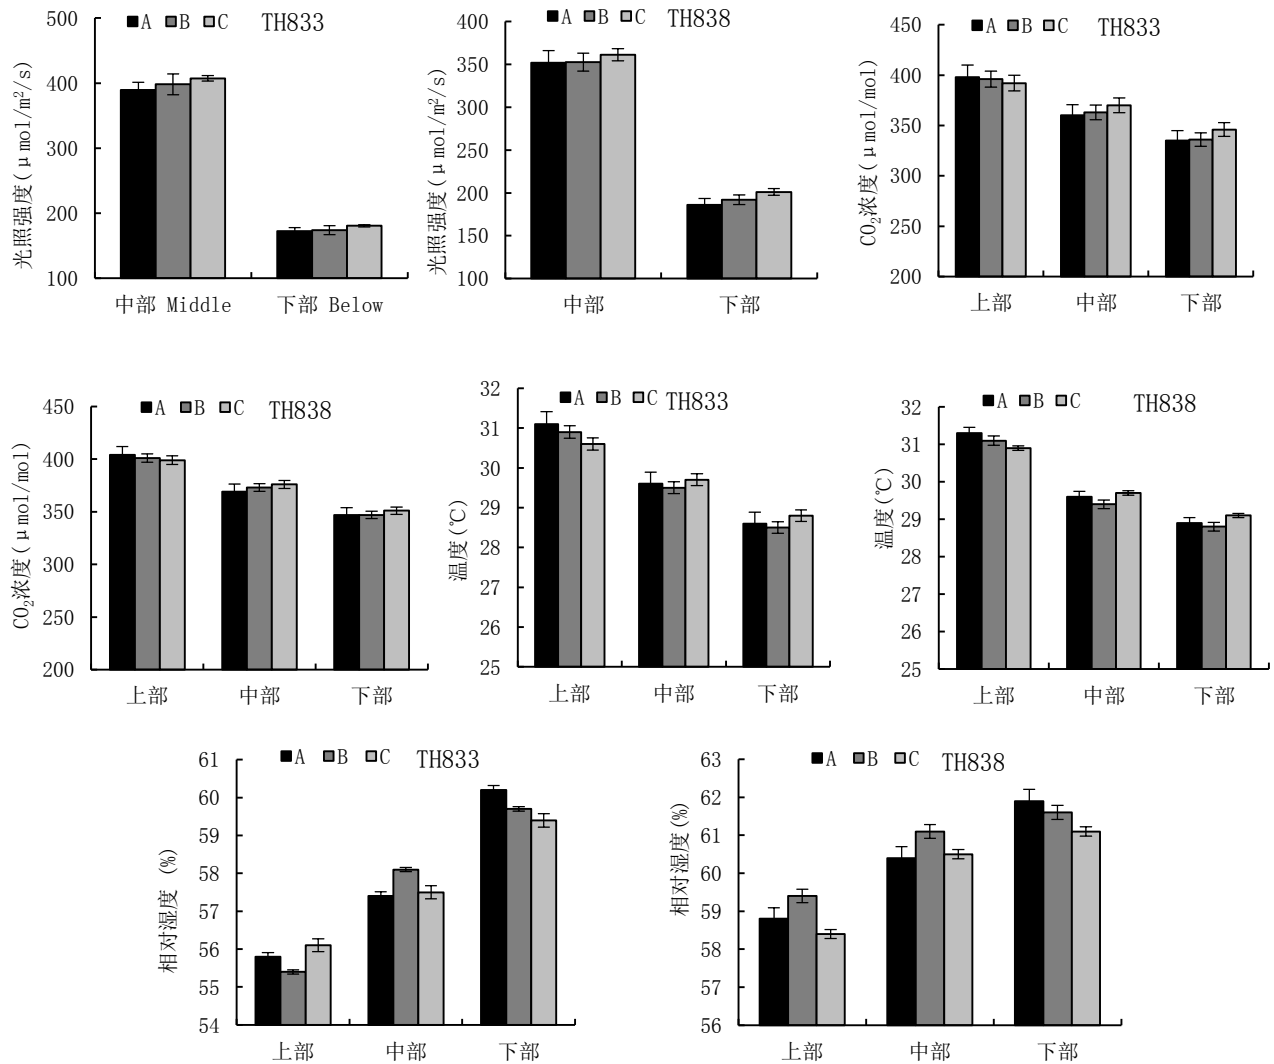 光照强度(μmol/m²/s)
500
400
300
200
100
A B C TH833
中部 Middle 下部 Below
光照强度(μmol/m²/s)
400
350
300
250
200
150
100
A B C TH838
中部 下部
CO₂浓度(μmol/mol)
450
400
350
300
250
200
A B C TH833
上部 中部 下部
CO₂浓度(μmol/mol)
450
400
350
300
250
200
A B C TH838
上部 中部 下部
温度(℃)
32
31
30
29
28
27
26
25
A B C TH833
上部 中部 下部
温度(℃)
32
31
30
29
28
27
26
25
A B C TH838
上部 中部 下部
相对湿度 (%)
61
60
59
58
57
56
55
54
A B C TH833
上部 中部 下部
相对湿度(%)
63
62
61
60
59
58
57
56
A B C TH838
上部 中部 下部